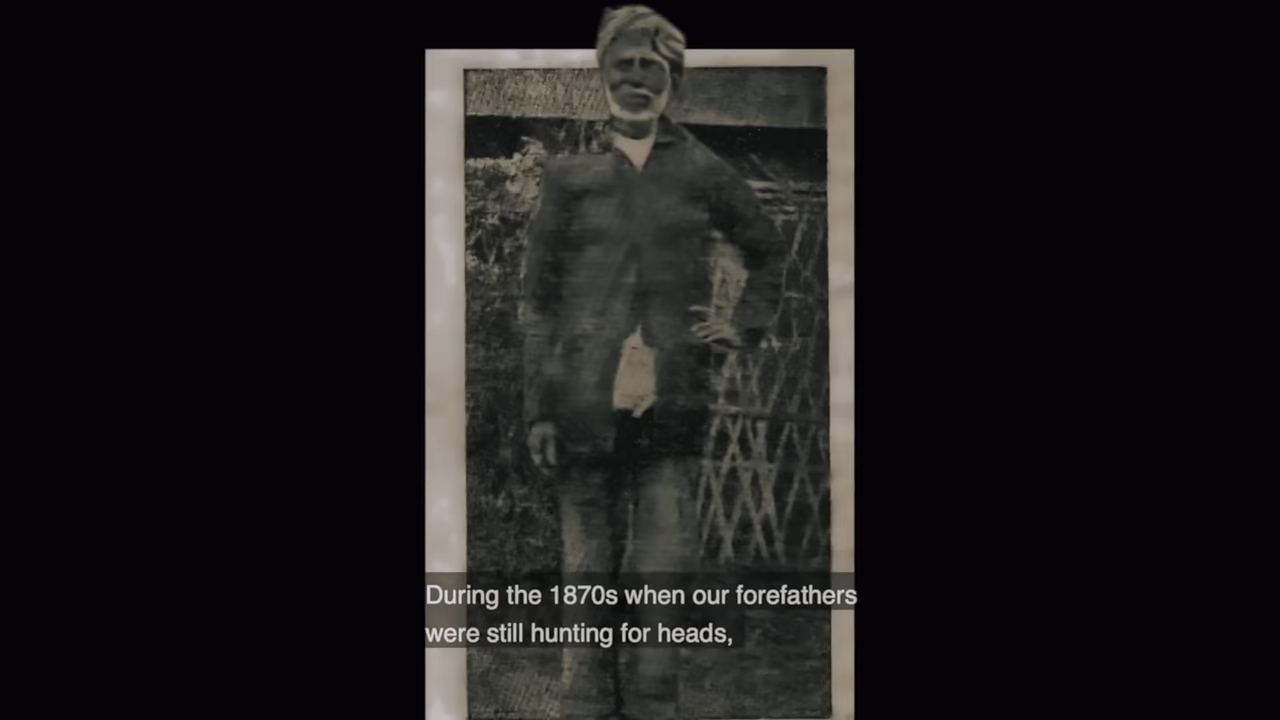 During the 1870s when our forefathers
were still hunting for heads,